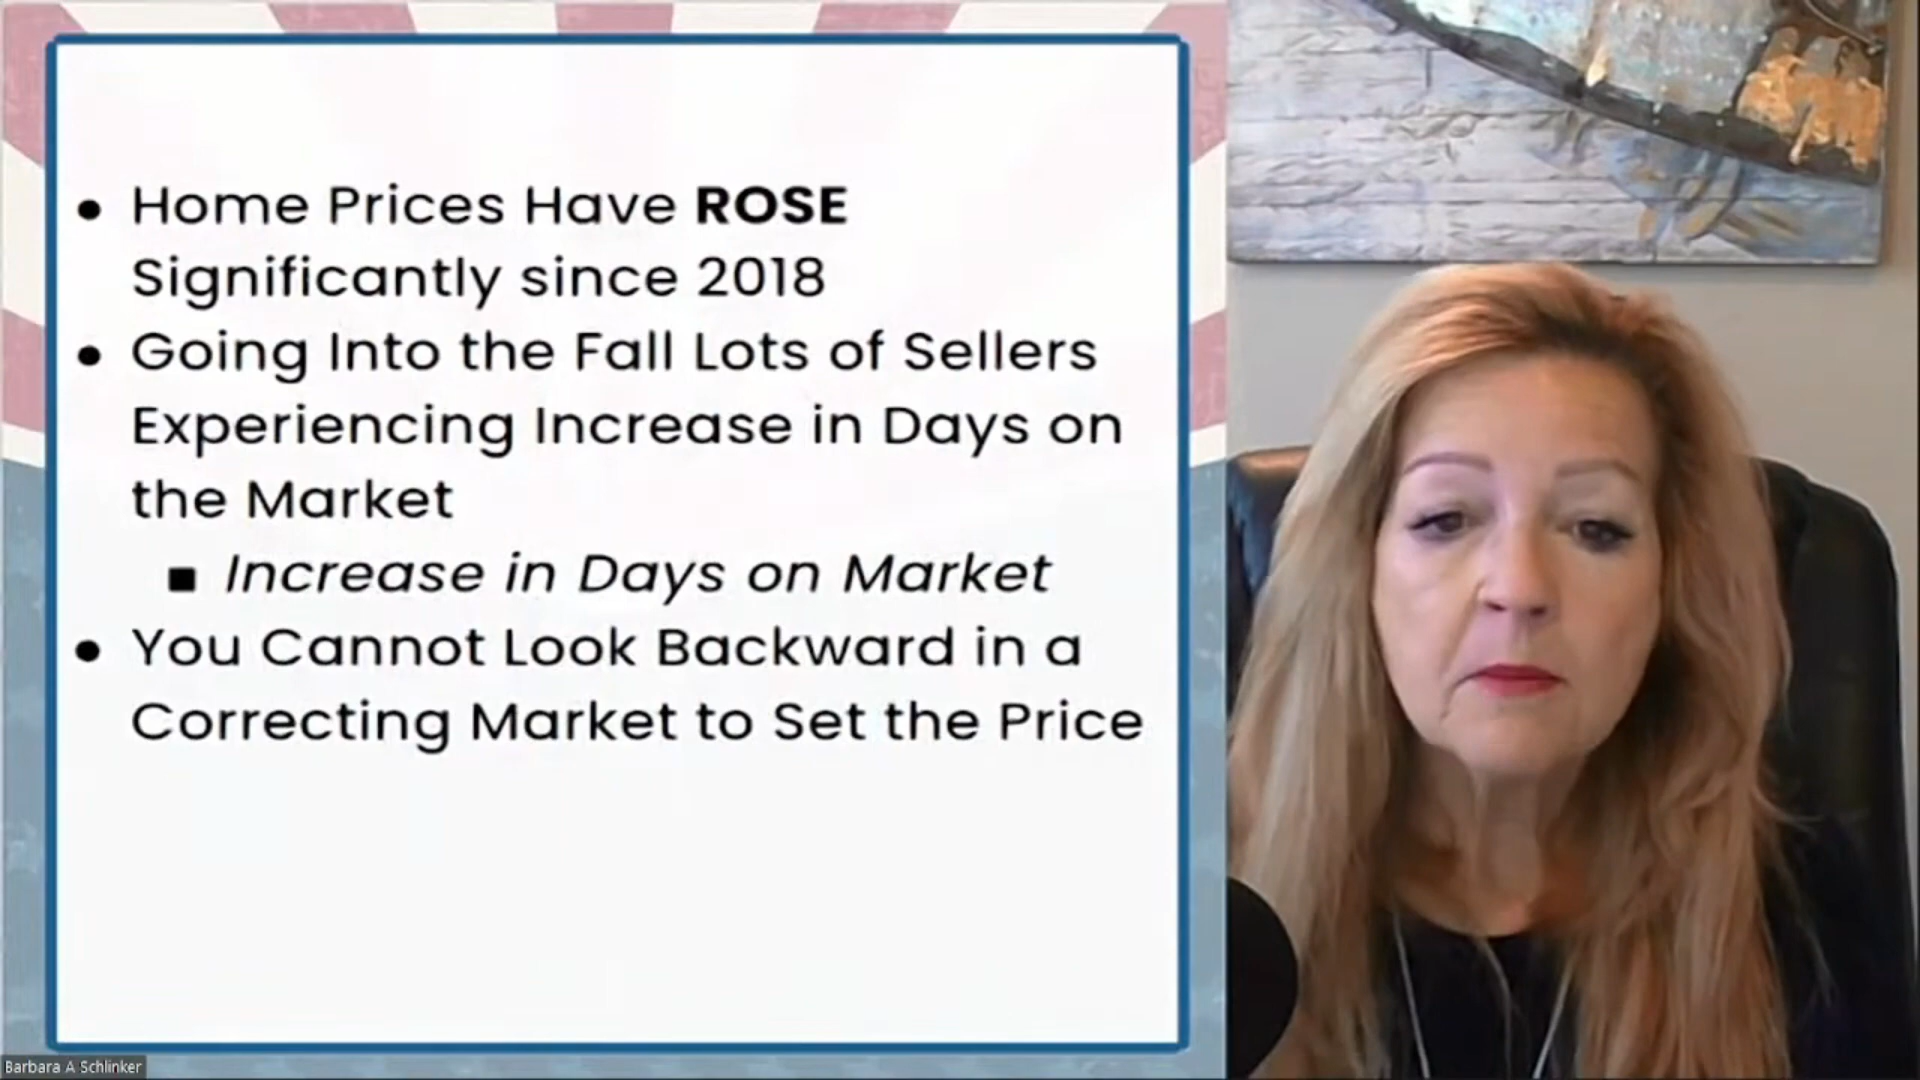 • Home Prices Have ROSE
Significantly since 2018
• Going Into the Fall Lots of Sellers
Experiencing Increase in Days on
the Market
▪ Increase in Days on Market
• You Cannot Look Backward in a
Correcting Market to Set the Price
Barbara A Schlinker